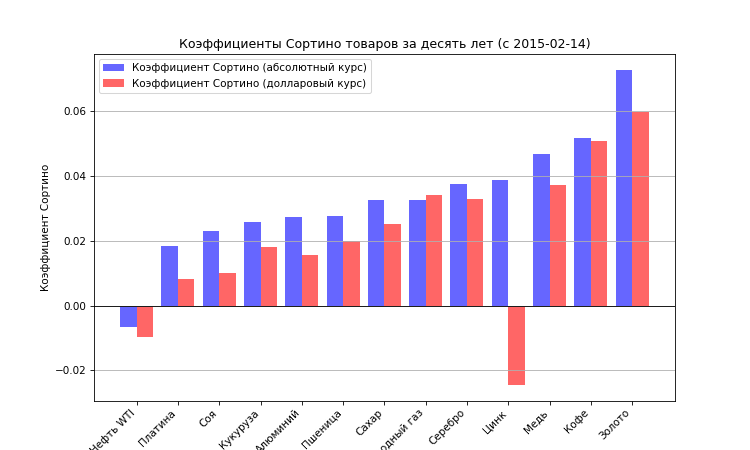 Коэффициенты Сортино товаров за десять лет (с 2015-02-14)
Коэффициент Сортино (абсолютный курс)
Коэффициент Сортино (долларовый курс)
Коэффициент Сортино
0.06
0.04
0.02
0.00
−0.02
Нефть WTI
Платина
Соя
Кукуруза
Алюминий
Пшеница
Сахар
газ
Серебро
Цинк
Медь
Кофе
Золото